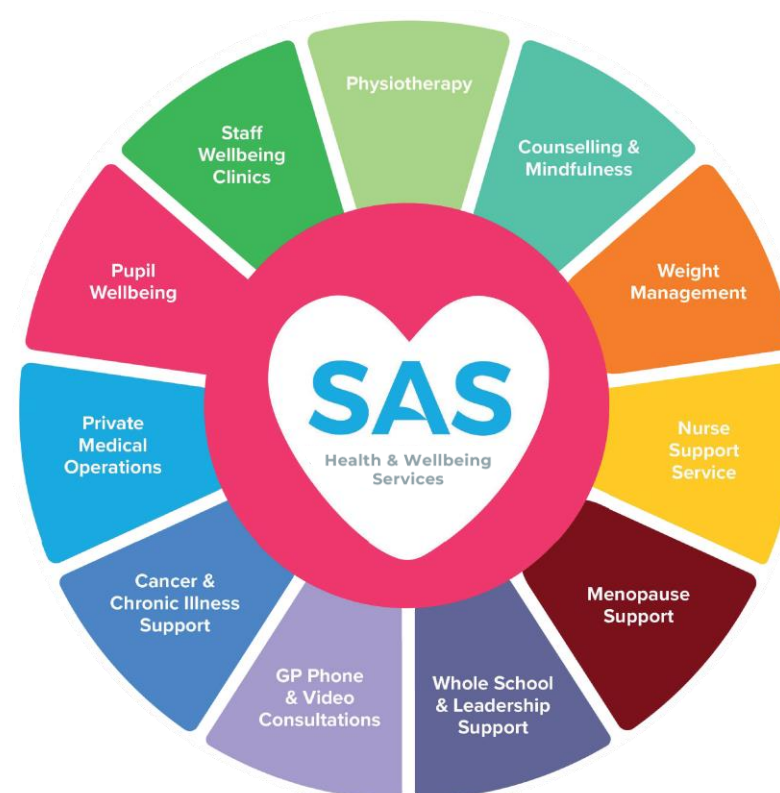 Physiotherapy
Counselling &
Mindfulness
Weight
Management
Nurse
Support
Service
Menopause
Support
Whole School
& Leadership
Support
GP Phone
& Video
Consultations
Cancer &
Chronic Illness
Support
Private
Medical
Operations
Pupil
Wellbeing
Staff
Wellbeing
Clinics
SAS
Health & Wellbeing
Services